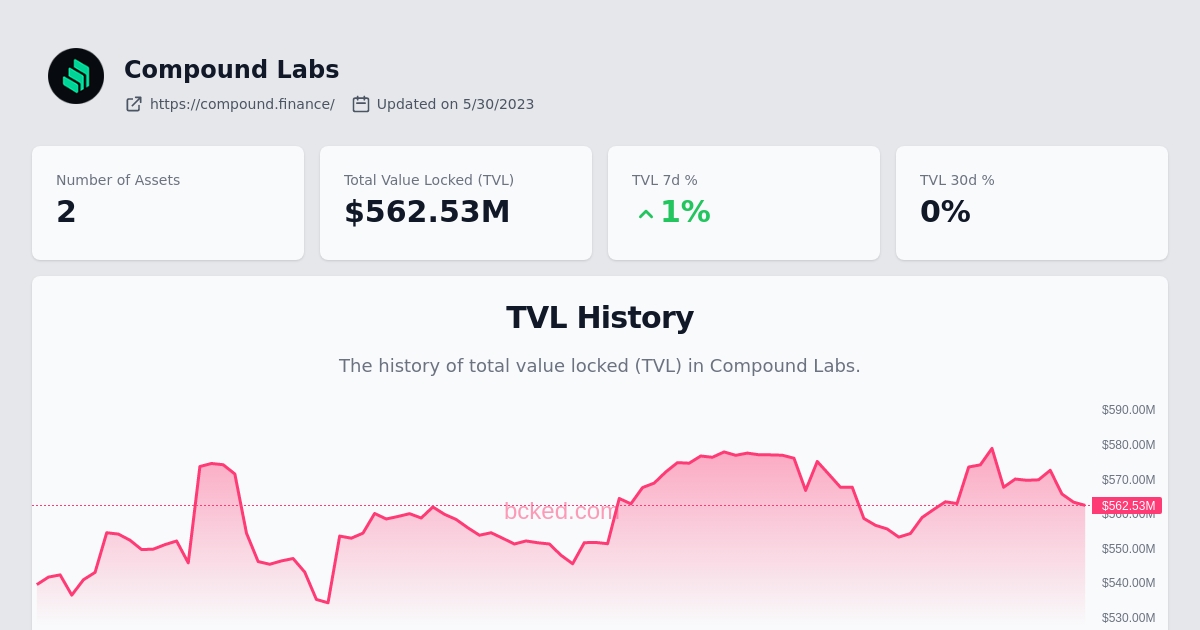 Compound Labs
https://compound.finance/ Updated on 5/30/2023
Number of Assets
2
Total Value Locked (TVL)
$562.53M
TVL 7d %
1%
TVL 30d %
0%
TVL History
The history of total value locked (TVL) in Compound Labs.
$590.00M
$580.00M
$570.00M
$562.53M
$560.00M
$550.00M
$540.00M
$530.00M
bcked.com